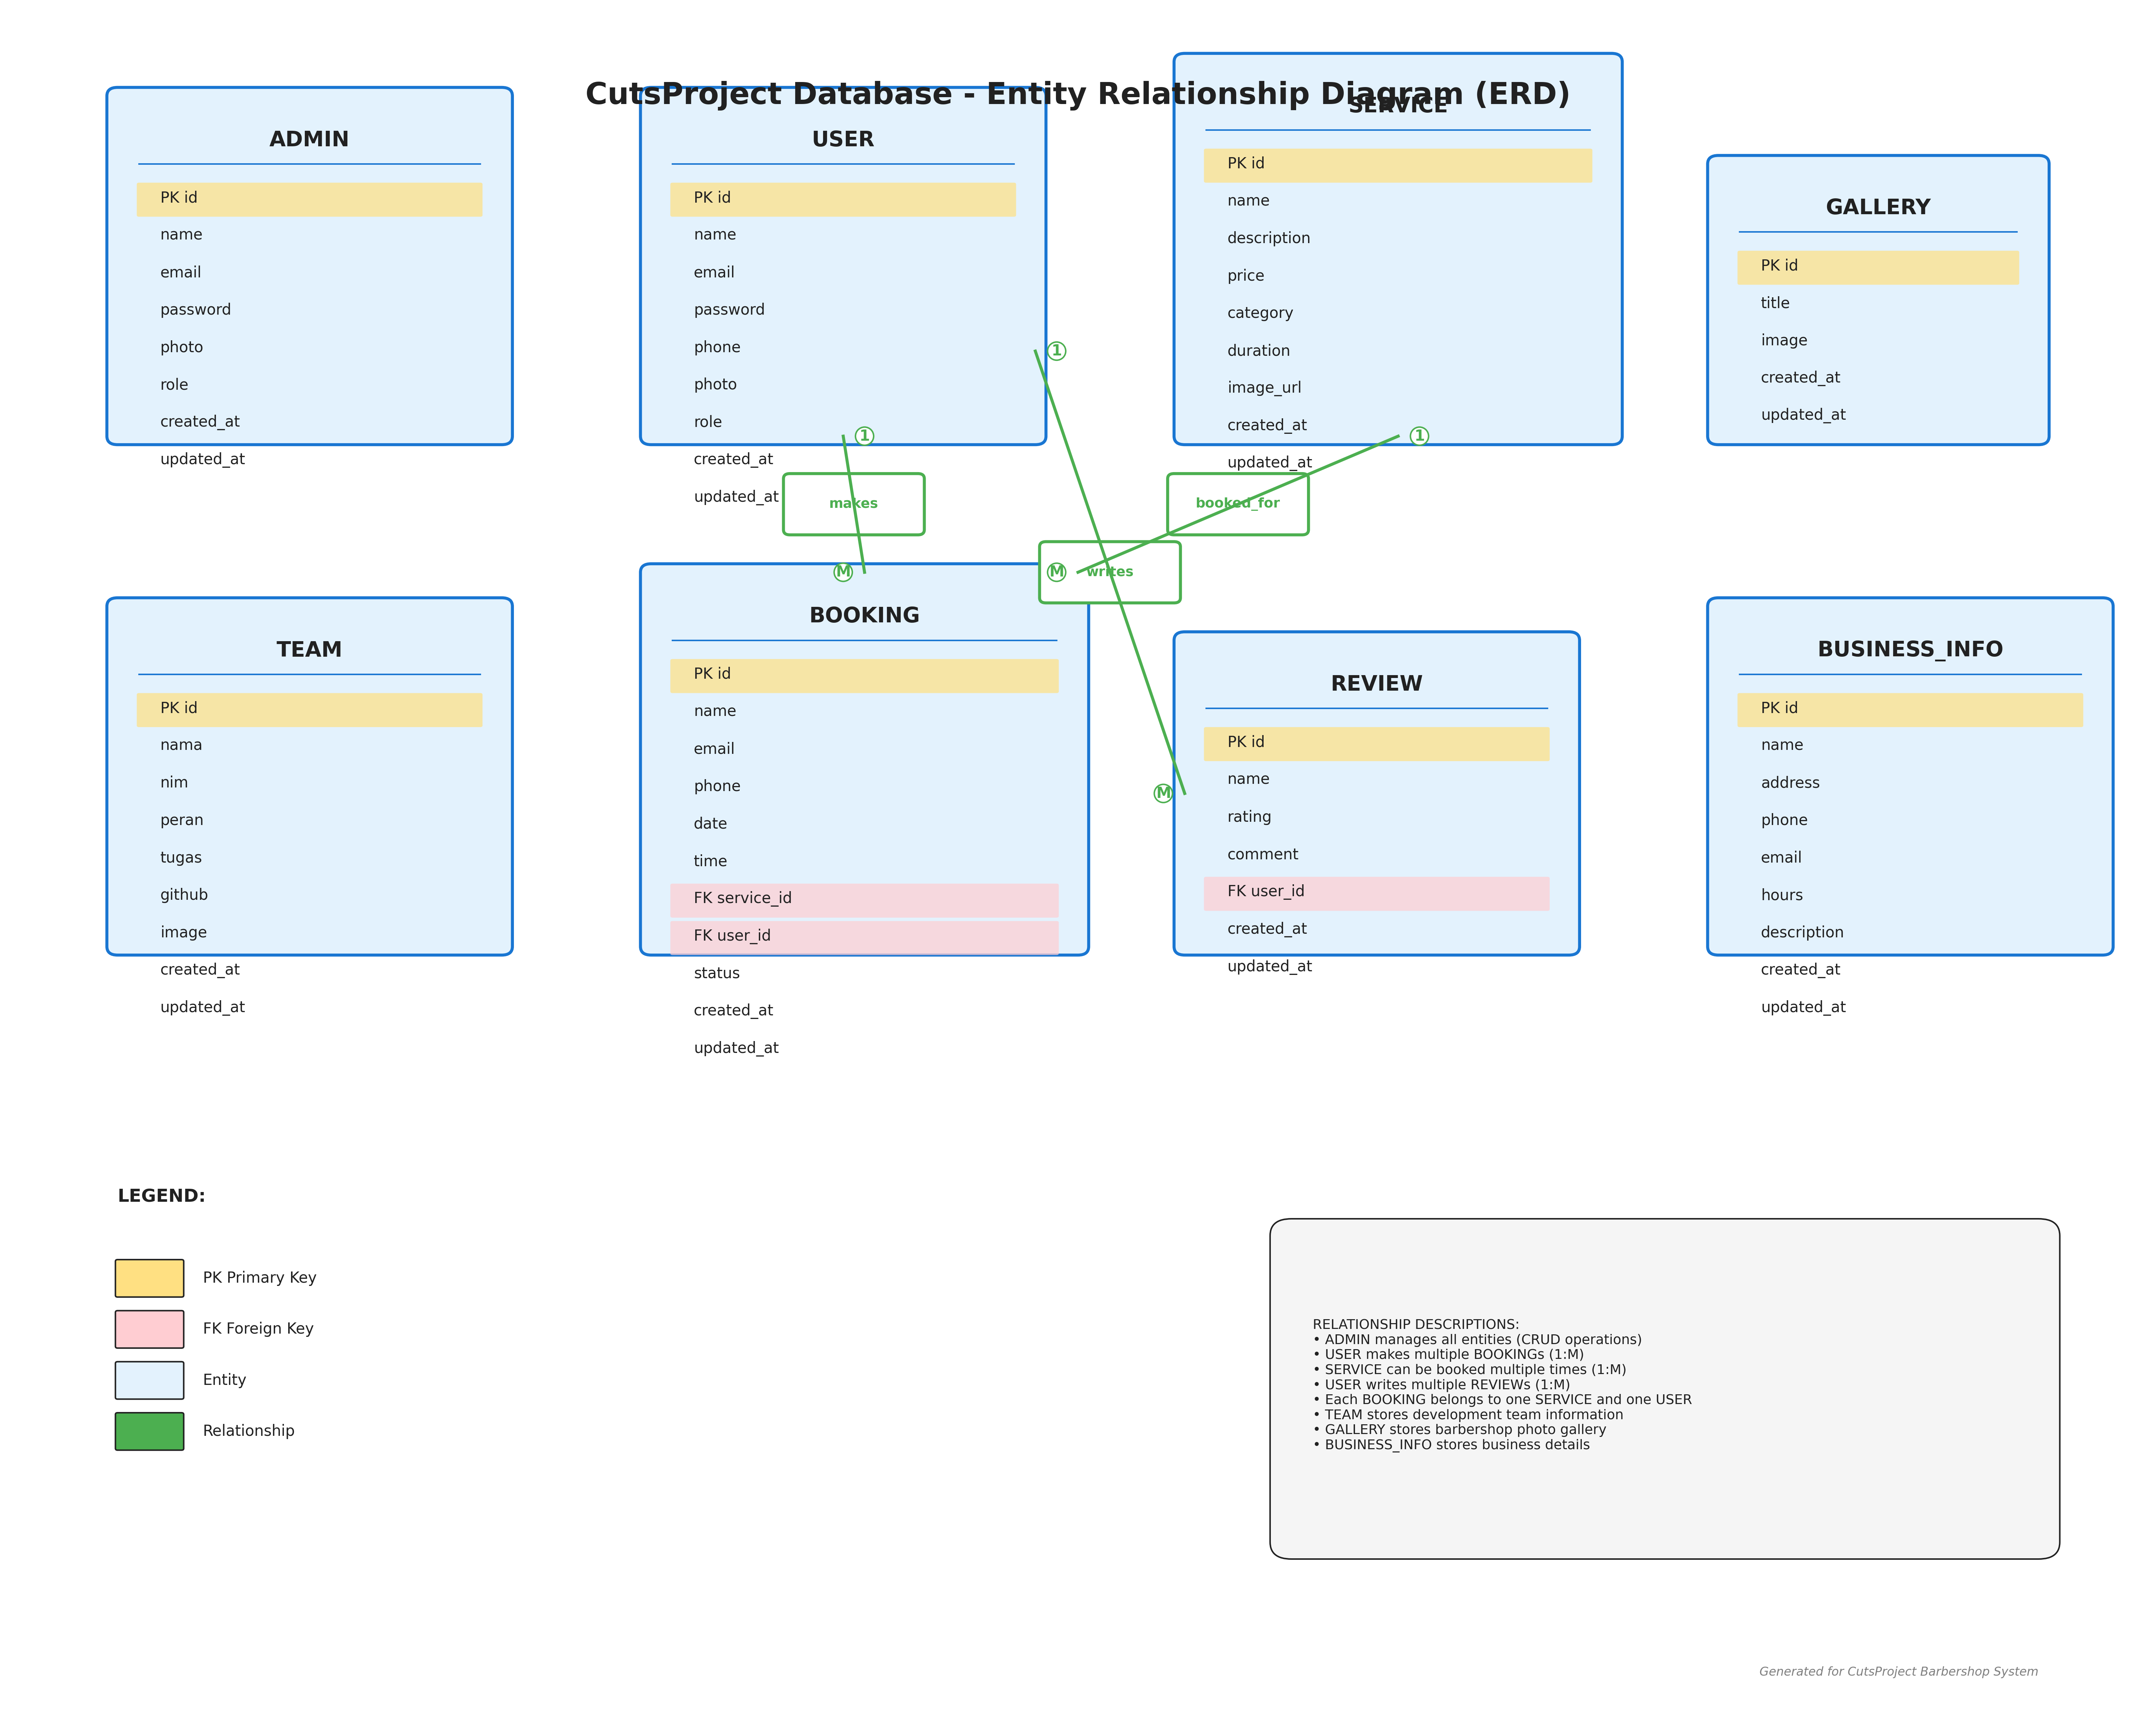 CutsProject Database - Entity Relationship Diagram (ERD)
ADMIN
PK id
name
email
password
photo
role
created_at
updated_at
USER
PK id
name
email
password
phone
photo
role
created_at
updated_at
SERVICE
PK id
name
description
price
category
duration
image_url
created_at
updated_at
GALLERY
PK id
title
image
created_at
updated_at
1
1
1
makes
booked_for
writes
M
M
M
TEAM
PK id
nama
nim
peran
tugas
github
image
created_at
updated_at
BOOKING
PK id
name
email
phone
date
time
FK service_id
FK user_id
status
created_at
updated_at
REVIEW
PK id
name
rating
comment
FK user_id
created_at
updated_at
BUSINESS_INFO
PK id
name
address
phone
email
hours
description
created_at
updated_at
LEGEND:
PK Primary Key
FK Foreign Key
Entity
Relationship
RELATIONSHIP DESCRIPTIONS:
• ADMIN manages all entities (CRUD operations)
• USER makes multiple BOOKINGs (1:M)
• SERVICE can be booked multiple times (1:M)
• USER writes multiple REVIEWs (1:M)
• Each BOOKING belongs to one SERVICE and one USER
• TEAM stores development team information
• GALLERY stores barbershop photo gallery
• BUSINESS_INFO stores business details
Generated for CutsProject Barbershop System